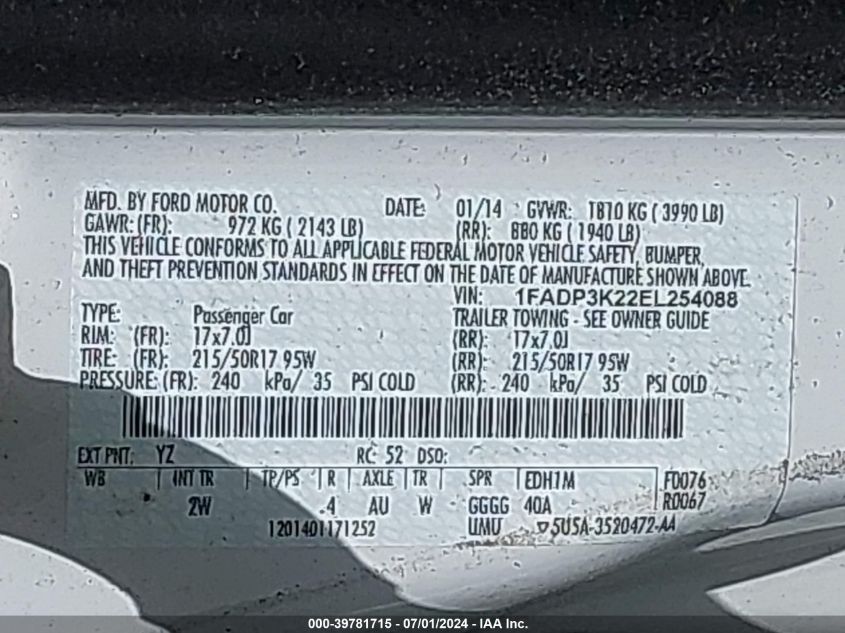 MFD. BY FORD MOTOR CO. DATE: 01/14 GVWR: 1810 KG ( 3990 LB)
GAWR: (FR): 972 KG ( 2143 LB) (RR): 880 KG ( 1940 LB)
THIS VEHICLE CONFORMS TO ALL APPLICABLE FEDERAL MOTOR VEHICLE SAFETY, BUMPER,
AND THEFT PREVENTION STANDARDS IN EFFECT ON THE DATE OF MANUFACTURE SHOWN ABOVE.
VIN: 1FADP3K22EL254088
TYPE: Passenger Car TRAILER TOWING - SEE OWNER GUIDE
RIM: (FR): 17x7.0J (RR): 17x7.0J
TIRE: (FR): 215/50R17 95W (RR): 215/50R17 95W
PRESSURE: (FR): 240 kPa/ 35 PSI COLD (RR): 240 kPa/ 35 PSI COLD
EXT PNT: YZ RC: 52 DSO:
WB INT TR TP/PS R AXLE TR SPR EDH1M F0076
2W .4 AU W GGGG 40A R0067
1201401171252 UMU 5U5A-3520472-AA
000-39781715 - 07/01/2024 - IAA Inc.